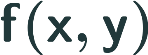 f(x, y)